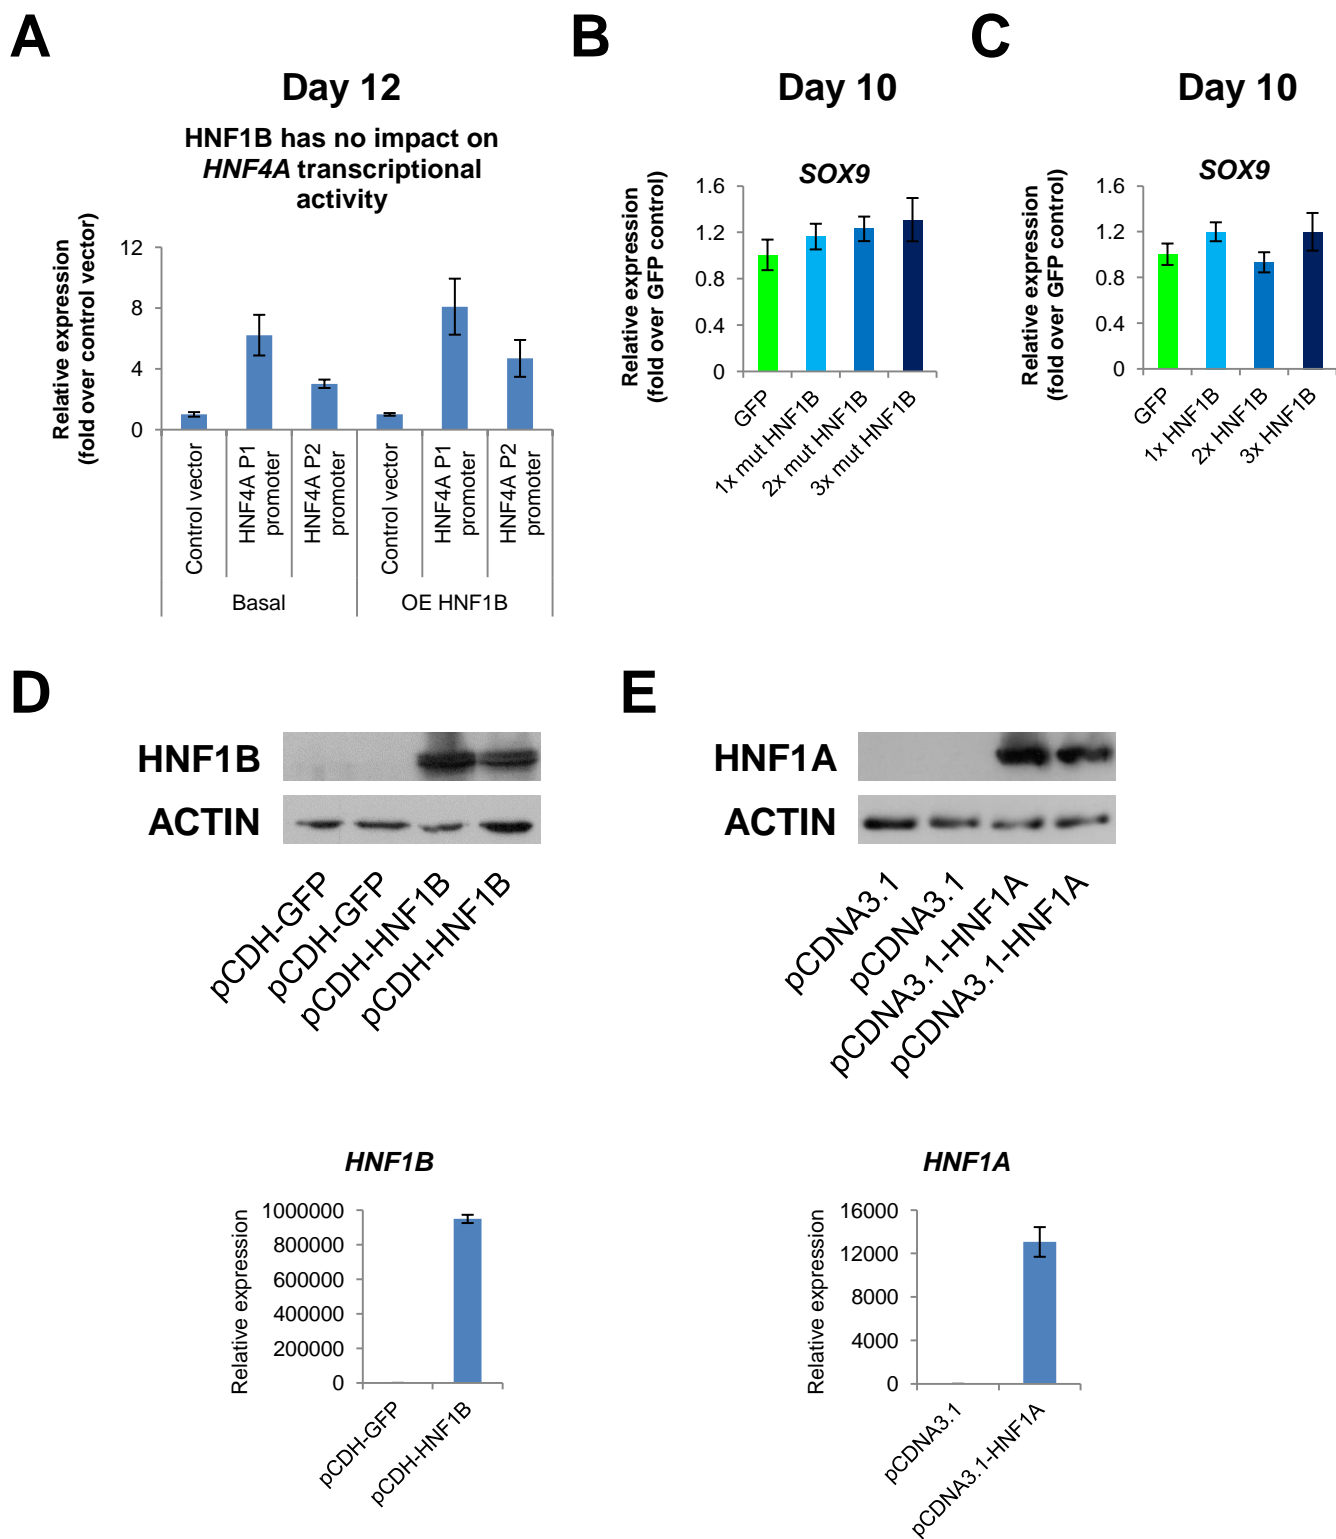 A
Day 12
HNF1B has no impact on
HNF4A transcriptional
activity
Relative expression
(fold over control vector)
12
8
4
0
Control vector
HNF4A P1
promoter
HNF4A P2
promoter
Control vector
HNF4A P1
promoter
HNF4A P2
promoter
Basal
OE HNF1B
B
Day 10
SOX9
Relative expression
(fold over GFP control)
1.6
1.2
0.8
0.4
0
GFP
1x mut HNF1B
2x mut HNF1B
3x mut HNF1B
C
Day 10
SOX9
Relative expression
(fold over GFP control)
1.6
1.2
0.8
0.4
0
GFP
1x HNF1B
2x HNF1B
3x HNF1B
D
HNF1B
ACTIN
pCDH-GFP
pCDH-GFP
pCDH-HNF1B
pCDH-HNF1B
HNF1B
Relative expression
1000000
800000
600000
400000
200000
0
pCDH-GFP
pCDH-HNF1B
E
HNF1A
ACTIN
pCDNA3.1
pCDNA3.1
pCDNA3.1-HNF1A
pCDNA3.1-HNF1A
HNF1A
Relative expression
16000
12000
8000
4000
0
pCDNA3.1
pCDNA3.1-HNF1A